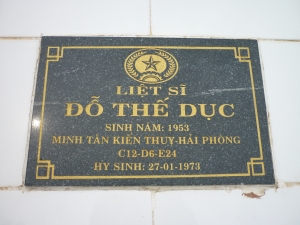 LIỆT SĨ
ĐỖ THẾ DỤC
SINH NĂM: 1953
MINH TÂN KIẾN THUỴ-HẢI PHÒNG
C12-D6-E24
HY SINH: 27-01-1973